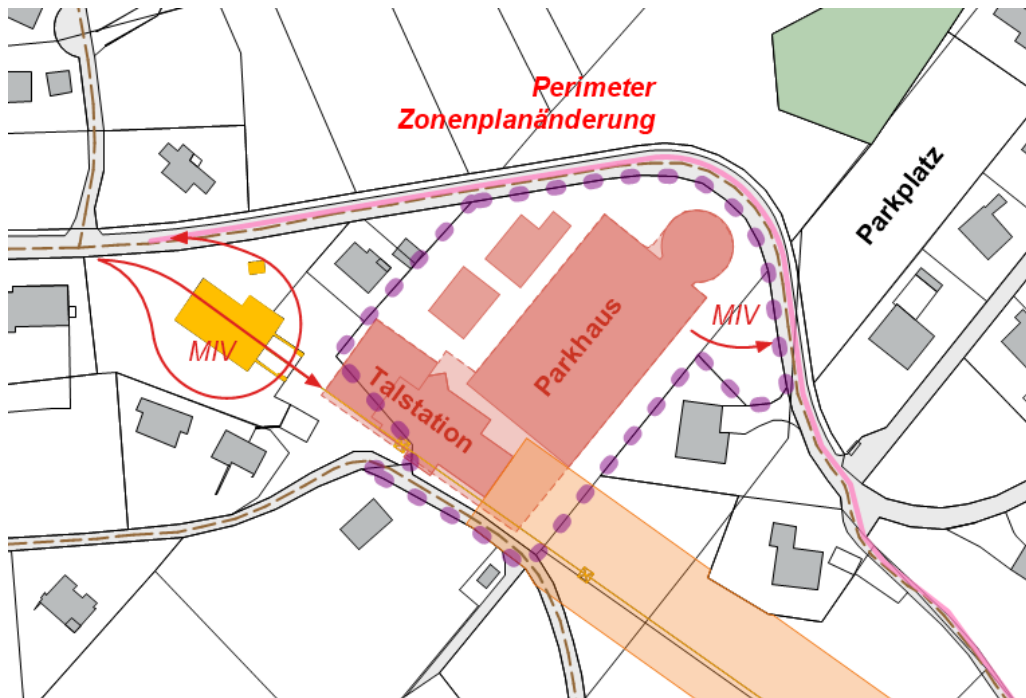 Perimeter
Zonenplanänderung
Parkplatz
MIV
MIV
Parkhaus
Talstation